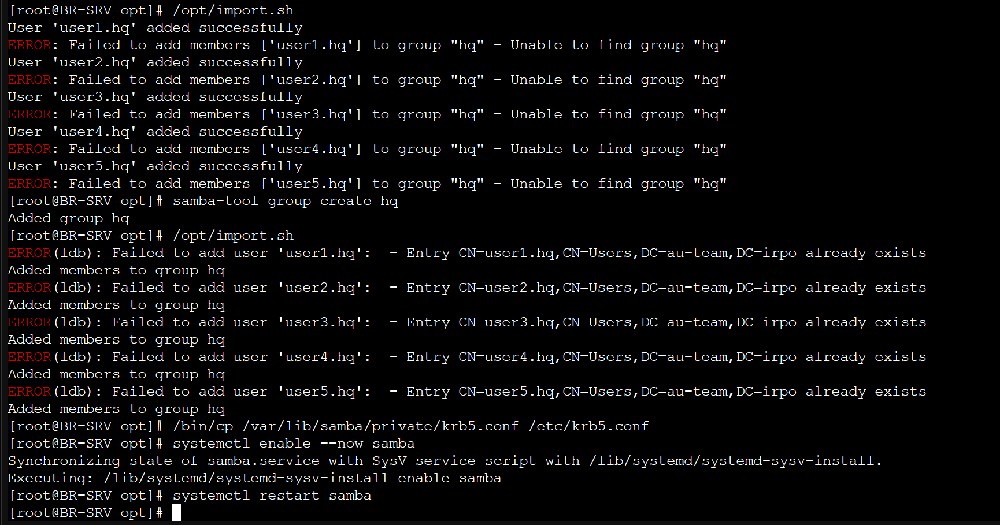 [root@BR-SRV opt]# /opt/import.sh
User 'user1.hq' added successfully
ERROR: Failed to add members ['user1.hq'] to group "hq" - Unable to find group "hq"
User 'user2.hq' added successfully
ERROR: Failed to add members ['user2.hq'] to group "hq" - Unable to find group "hq"
User 'user3.hq' added successfully
ERROR: Failed to add members ['user3.hq'] to group "hq" - Unable to find group "hq"
User 'user4.hq' added successfully
ERROR: Failed to add members ['user4.hq'] to group "hq" - Unable to find group "hq"
User 'user5.hq' added successfully
ERROR: Failed to add members ['user5.hq'] to group "hq" - Unable to find group "hq"
[root@BR-SRV opt]# samba-tool group create hq
Added group hq
[root@BR-SRV opt]# /opt/import.sh
ERROR(ldb): Failed to add user 'user1.hq':  - Entry CN=user1.hq,CN=Users,DC=au-team,DC=irpo already exists
Added members to group hq
ERROR(ldb): Failed to add user 'user2.hq':  - Entry CN=user2.hq,CN=Users,DC=au-team,DC=irpo already exists
Added members to group hq
ERROR(ldb): Failed to add user 'user3.hq':  - Entry CN=user3.hq,CN=Users,DC=au-team,DC=irpo already exists
Added members to group hq
ERROR(ldb): Failed to add user 'user4.hq':  - Entry CN=user4.hq,CN=Users,DC=au-team,DC=irpo already exists
Added members to group hq
ERROR(ldb): Failed to add user 'user5.hq':  - Entry CN=user5.hq,CN=Users,DC=au-team,DC=irpo already exists
Added members to group hq
[root@BR-SRV opt]# /bin/cp /var/lib/samba/private/krb5.conf /etc/krb5.conf
[root@BR-SRV opt]# systemctl enable --now samba
Synchronizing state of samba.service with SysV service script with /lib/systemd/systemd-sysv-install.
Executing: /lib/systemd/systemd-sysv-install enable samba
[root@BR-SRV opt]# systemctl restart samba
[root@BR-SRV opt]#